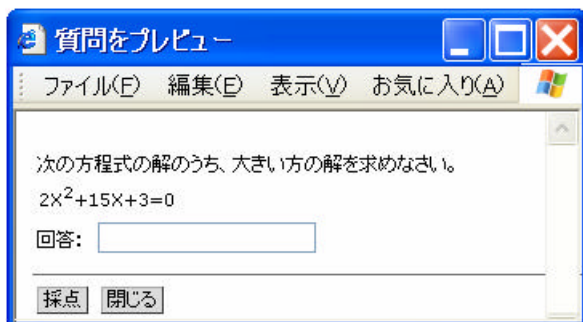 質問をプレビュー
ファイル(F) 編集(E) 表示(V) お気に入り(A)
次の方程式の解のうち、大きい方の解を求めなさい。
2X²+15X+3=0
回答:
採点 閉じる